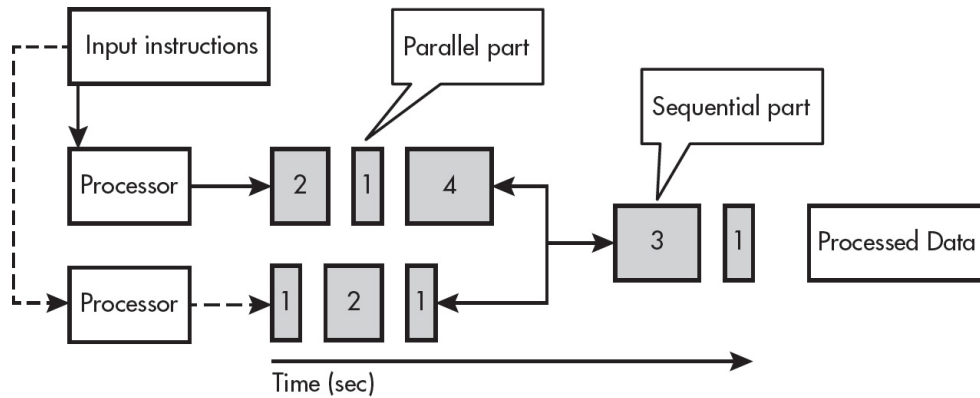 Input instructions
Parallel part
Sequential part
Processor
2 1 4
3 1
Processed Data
Processor
1 2 1
Time (sec)